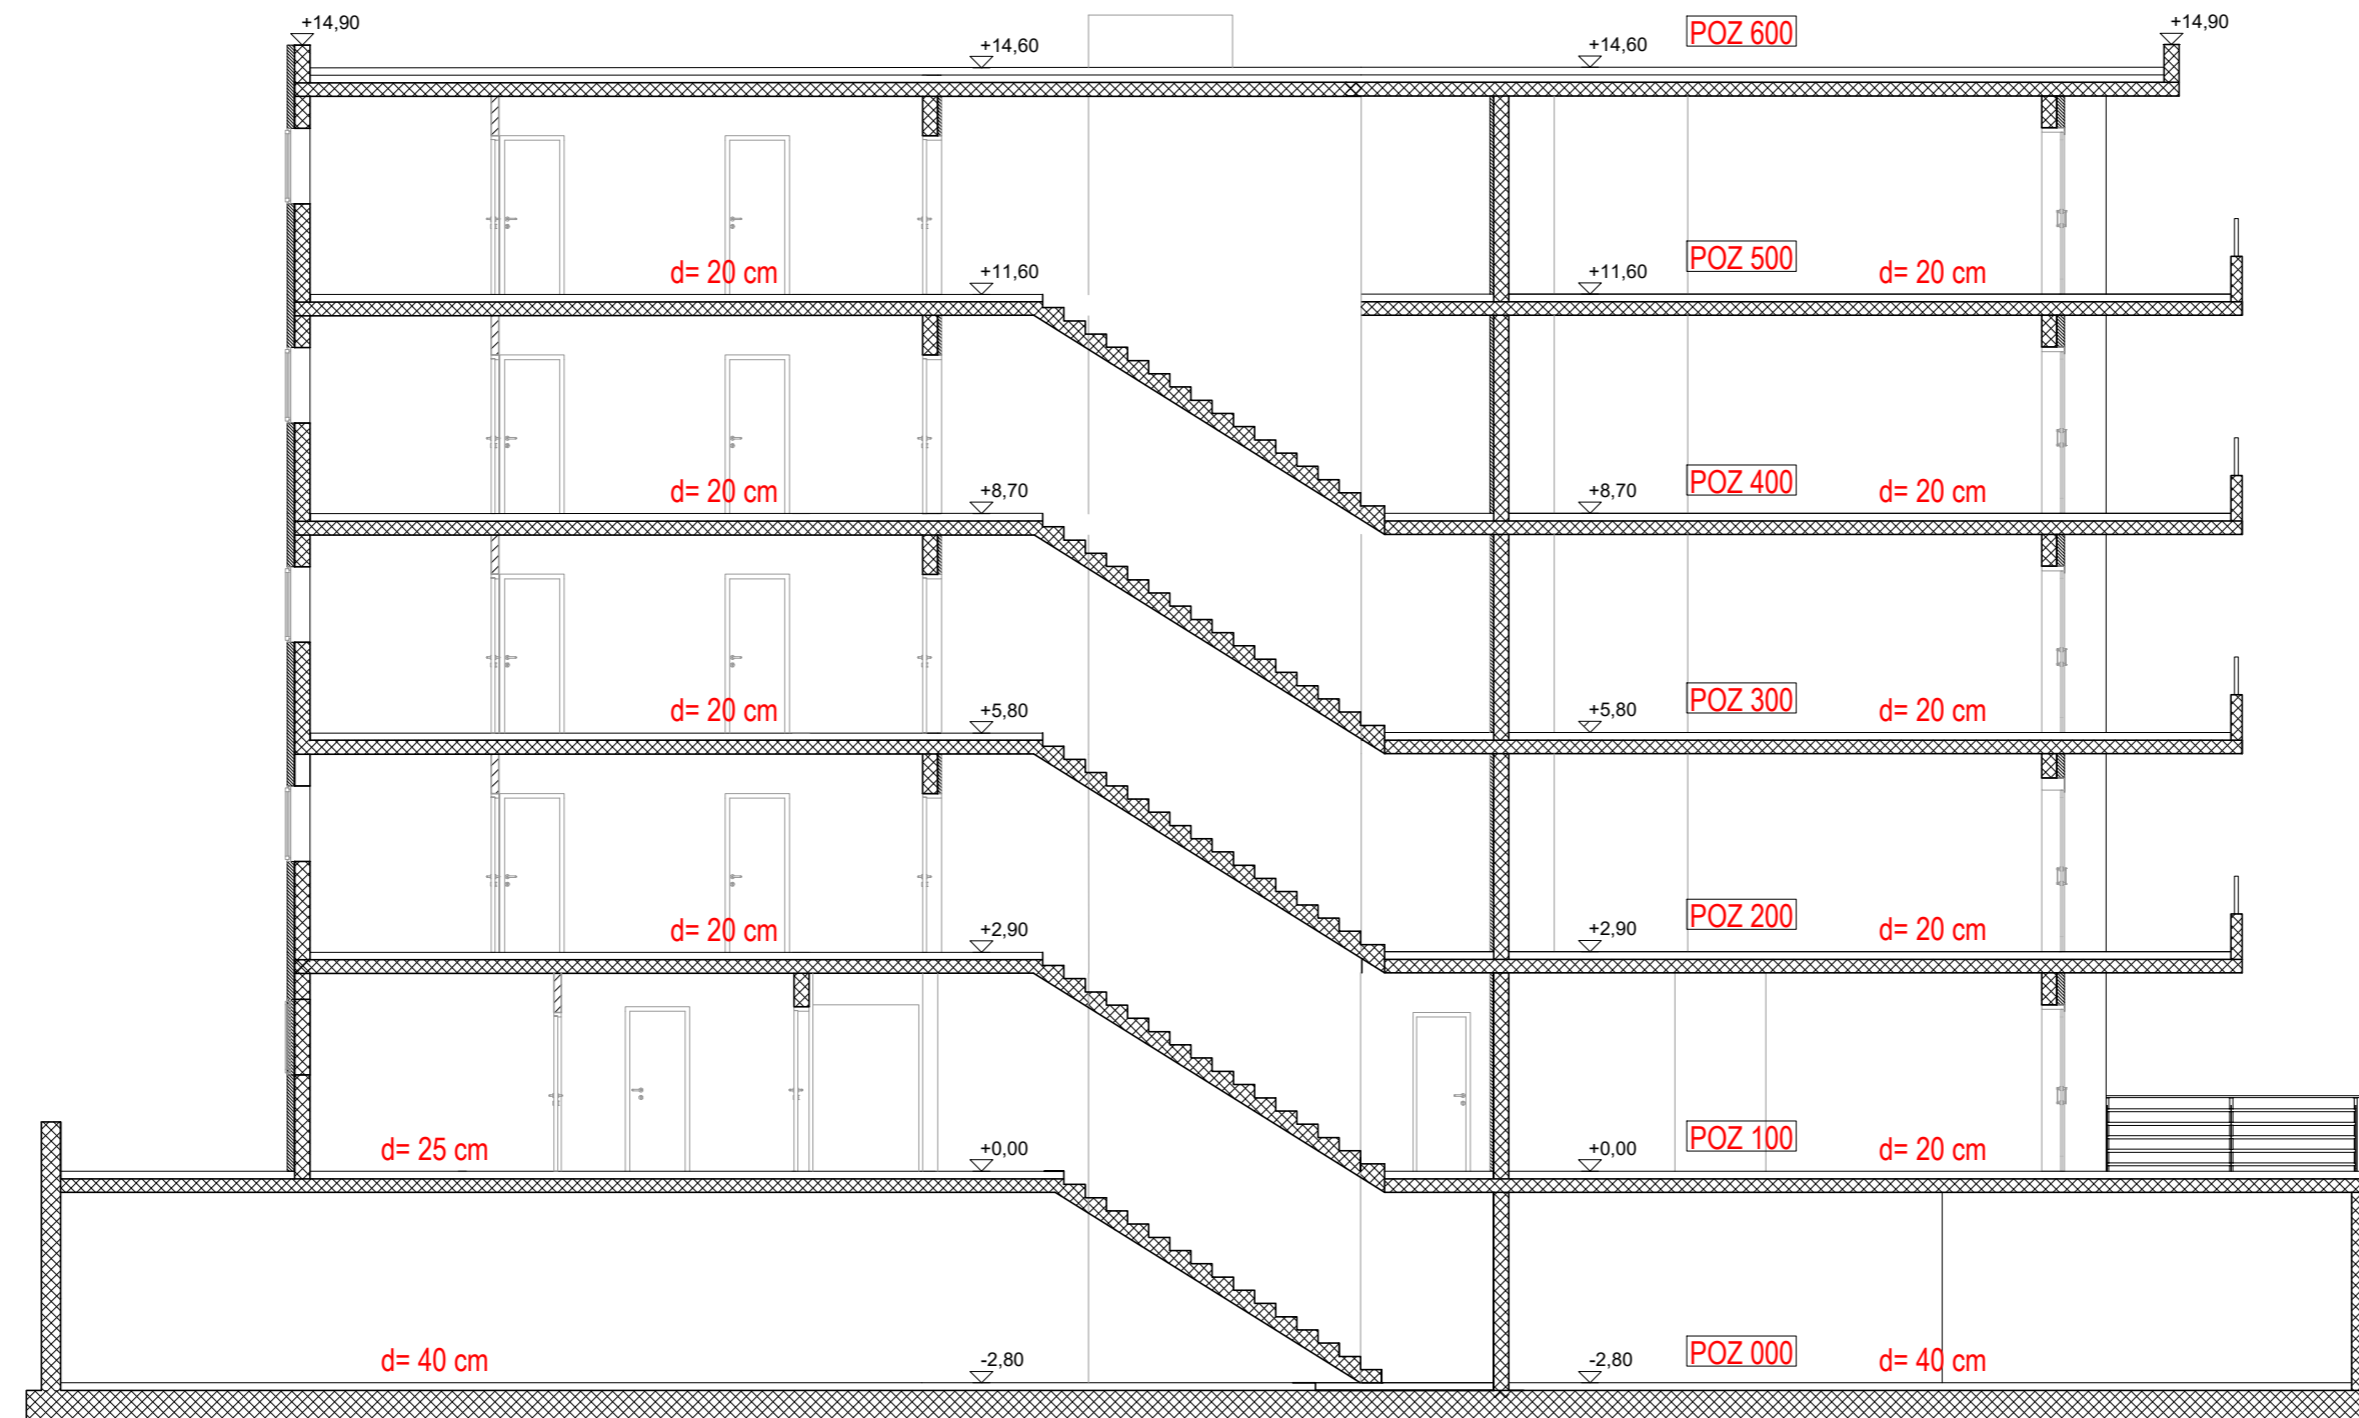 +14,90
+14,60
+14,60
POZ 600
+14,90
d= 20 cm
+11,60
+11,60
POZ 500
d= 20 cm
d= 20 cm
+8,70
+8,70
POZ 400
d= 20 cm
d= 20 cm
+5,80
+5,80
POZ 300
d= 20 cm
d= 20 cm
+2,90
+2,90
POZ 200
d= 20 cm
d= 25 cm
+0,00
+0,00
POZ 100
d= 20 cm
d= 40 cm
-2,80
-2,80
POZ 000
d= 40 cm